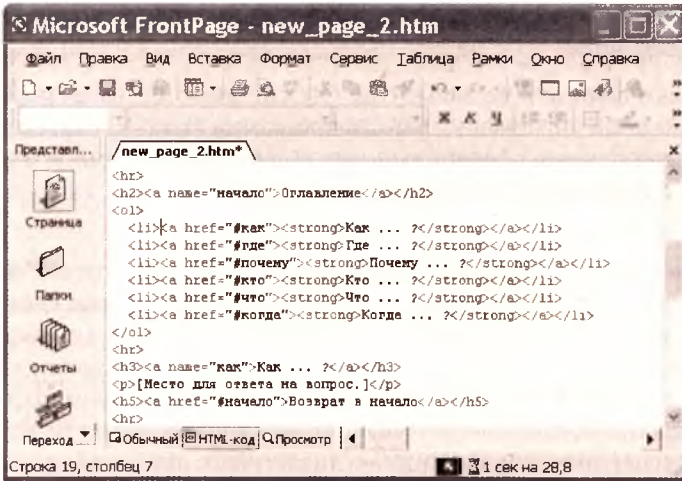 Microsoft FrontPage - new_page_2.htm
Файл Правка Вид Вставка Формат Сервис Таблица Рамки Окно Справка
Ж К Ч
Представл...
new_page_2.htm*
<hr>
<h2><a name="начало">Оглавление</a></h2>
<ol>
<li><a href="#как"><strong>Как ... ?</strong></a></li>
<li><a href="#где"><strong>Где ... ?</strong></a></li>
<li><a href="#почему"><strong>Почему ... ?</strong></a></li>
<li><a href="#кто"><strong>Кто ... ?</strong></a></li>
<li><a href="#что"><strong>Что ... ?</strong></a></li>
<li><a href="#когда"><strong>Когда ... ?</strong></a></li>
</ol>
<hr>
<h3><a name="как">Как ... ?</a></h3>
<p>[Место для ответа на вопрос.]</p>
<h5><a href="#начало">Возврат в начало</a></h5>
<hr>
Страница
Папки
Отчеты
Переход
Обычный HTML-код Просмотр
Строка 19, столбец 7
1 сек на 28,8